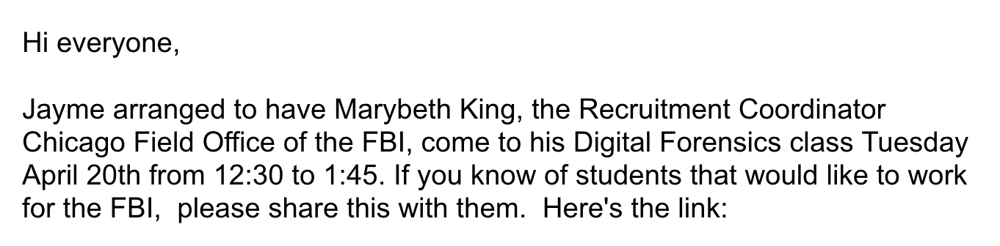 Hi everyone,
Jayme arranged to have Marybeth King, the Recruitment Coordinator
Chicago Field Office of the FBI, come to his Digital Forensics class Tuesday
April 20th from 12:30 to 1:45. If you know of students that would like to work
for the FBI,  please share this with them.  Here's the link: